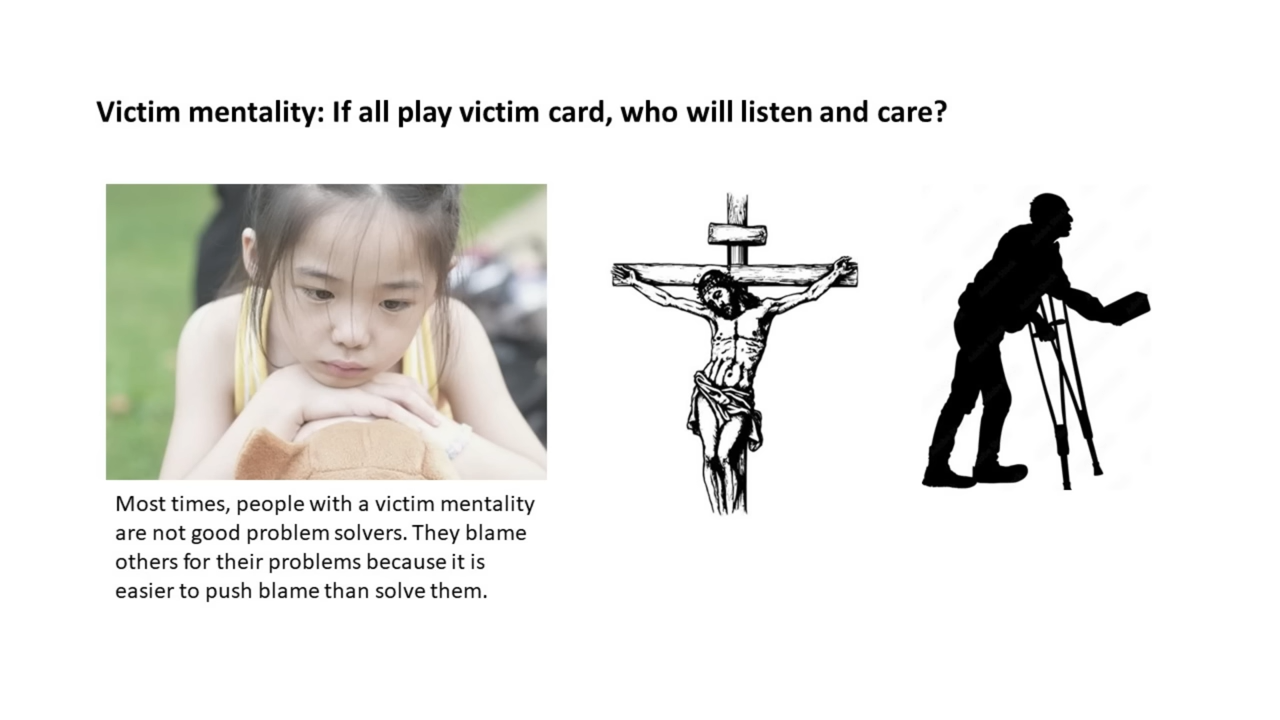 Victim mentality: If all play victim card, who will listen and care?
Most times, people with a victim mentality
are not good problem solvers. They blame
others for their problems because it is
easier to push blame than solve them.